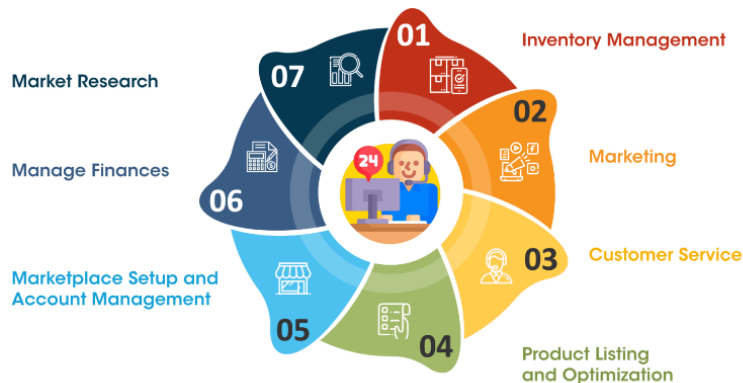 01
Inventory Management
02
Marketing
03
Customer Service
04
Product Listing
and Optimization
05
Marketplace Setup and
Account Management
06
Manage Finances
07
Market Research
24